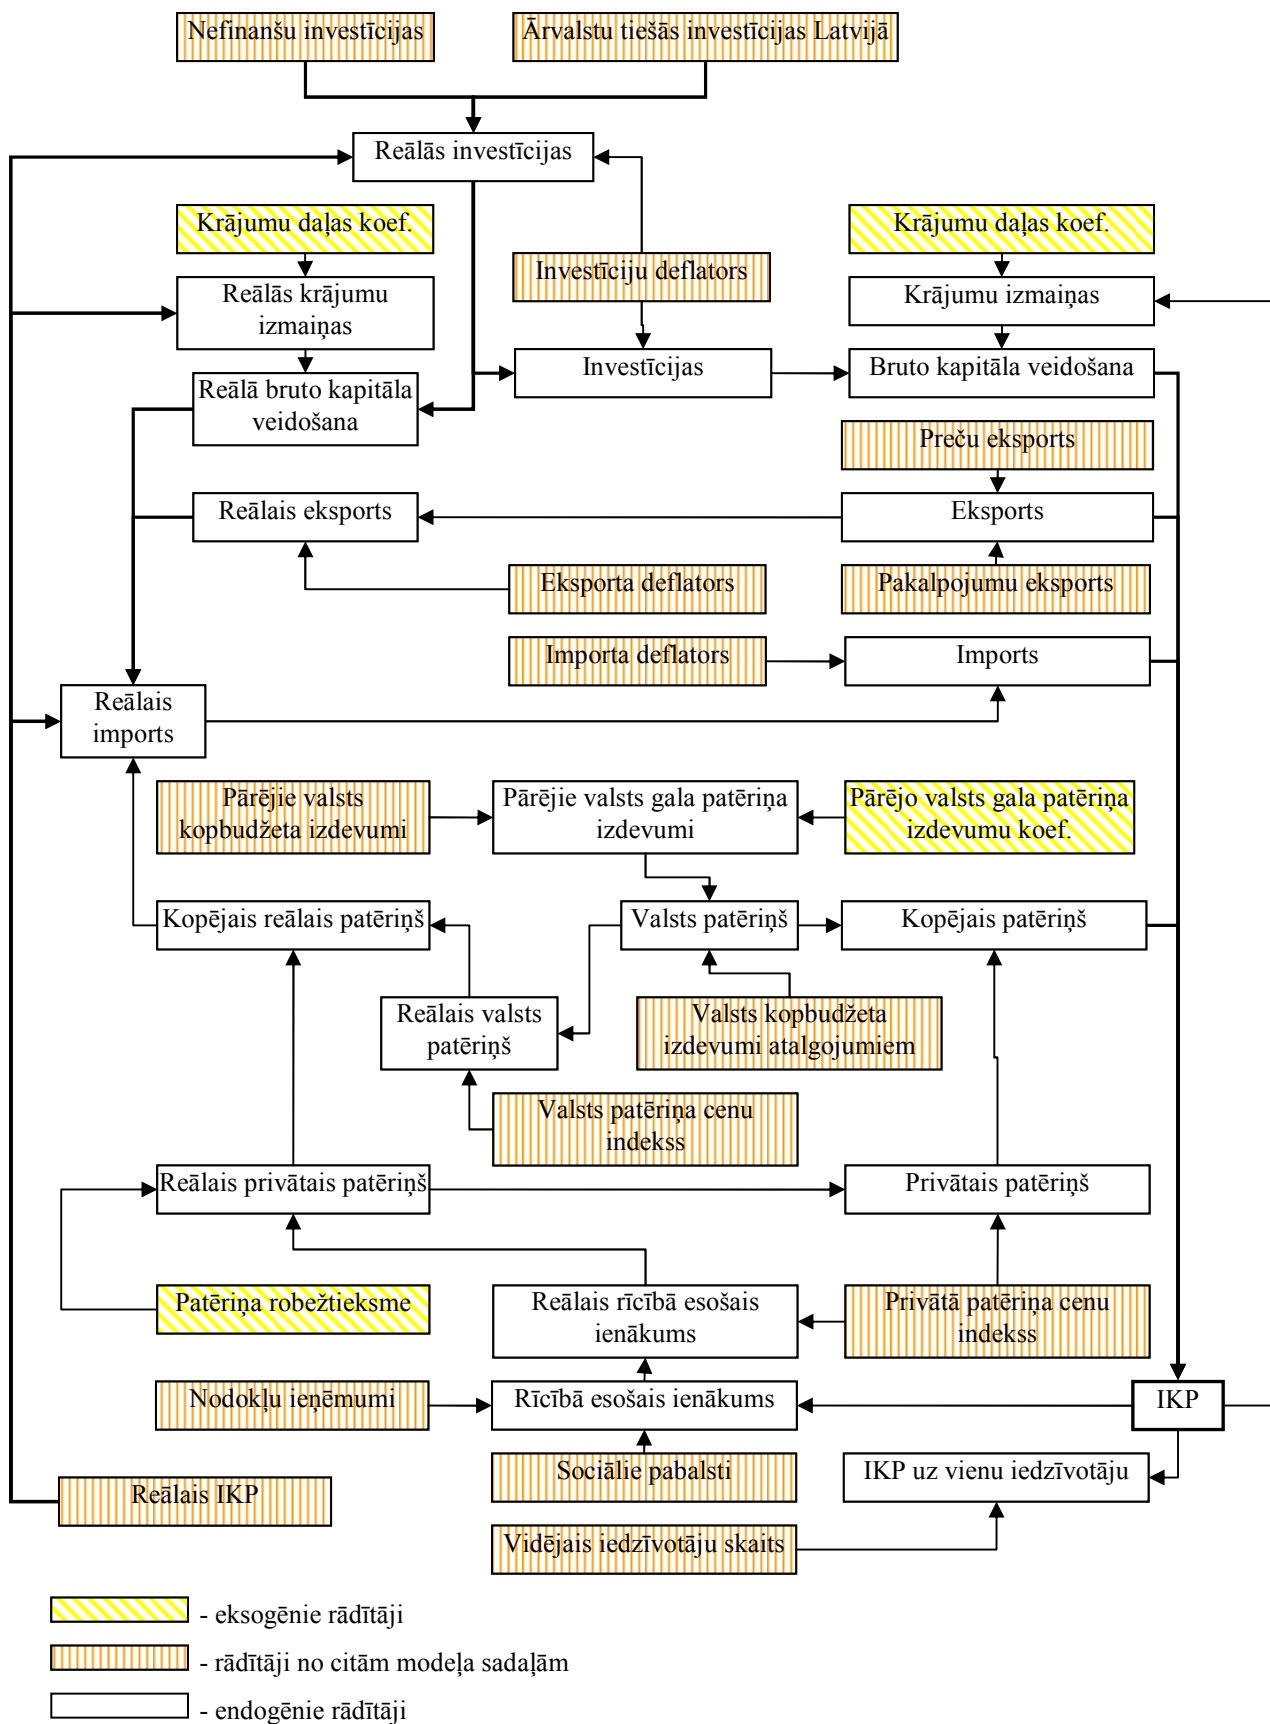 Nefinanšu investīcijas
Ārvalstu tiešās investīcijas Latvijā
Reālās investīcijas
Krājumu daļas koef.
Krājumu daļas koef.
Investīciju deflators
Reālās krājumu
izmaiņas
Krājumu izmaiņas
Investīcijas
Bruto kapitāla veidošana
Reālā bruto kapitāla
veidošana
Preču eksports
Reālais eksports
Eksports
Eksporta deflators
Pakalpojumu eksports
Importa deflators
Imports
Reālais
imports
Pārējie valsts
kopbudžeta izdevumi
Pārējie valsts gala patēriņa
izdevumi
Pārējo valsts gala patēriņa
izdevumu koef.
Kopējais reālais patēriņš
Valsts patēriņš
Kopējais patēriņš
Reālais valsts
patēriņš
Valsts kopbudžeta
izdevumi atalgojumiem
Valsts patēriņa cenu
indekss
Reālais privātais patēriņš
Privātais patēriņš
Patēriņa robežtieksme
Reālais rīcībā esošais
ienākums
Privātā patēriņa cenu
indekss
Nodokļu ieņēmumi
Rīcībā esošais ienākums
IKP
Sociālie pabalsti
IKP uz vienu iedzīvotāju
Reālais IKP
Vidējais iedzīvotāju skaits
- eksogēnie rādītāji
- rādītāji no citām modeļa sadaļām
- endogēnie rādītāji